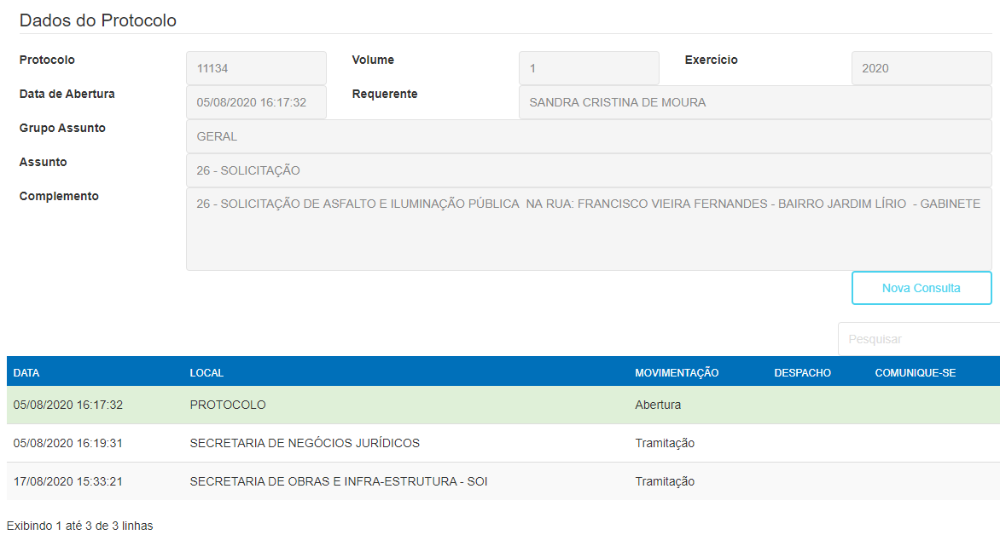 Dados do Protocolo
Protocolo 11134 Volume 1 Exercício 2020
Data de Abertura 05/08/2020 16:17:32 Requerente SANDRA CRISTINA DE MOURA
Grupo Assunto GERAL
Assunto 26 - SOLICITAÇÃO
Complemento 26 - SOLICITAÇÃO DE ASFALTO E ILUMINAÇÃO PÚBLICA  NA RUA: FRANCISCO VIEIRA FERNANDES - BAIRRO JARDIM LÍRIO  - GABINETE
Nova Consulta
Pesquisar
DATA LOCAL MOVIMENTAÇÃO DESPACHO COMUNIQUE-SE
05/08/2020 16:17:32 PROTOCOLO Abertura
05/08/2020 16:19:31 SECRETARIA DE NEGÓCIOS JURÍDICOS Tramitação
17/08/2020 15:33:21 SECRETARIA DE OBRAS E INFRA-ESTRUTURA - SOI Tramitação
Exibindo 1 até 3 de 3 linhas